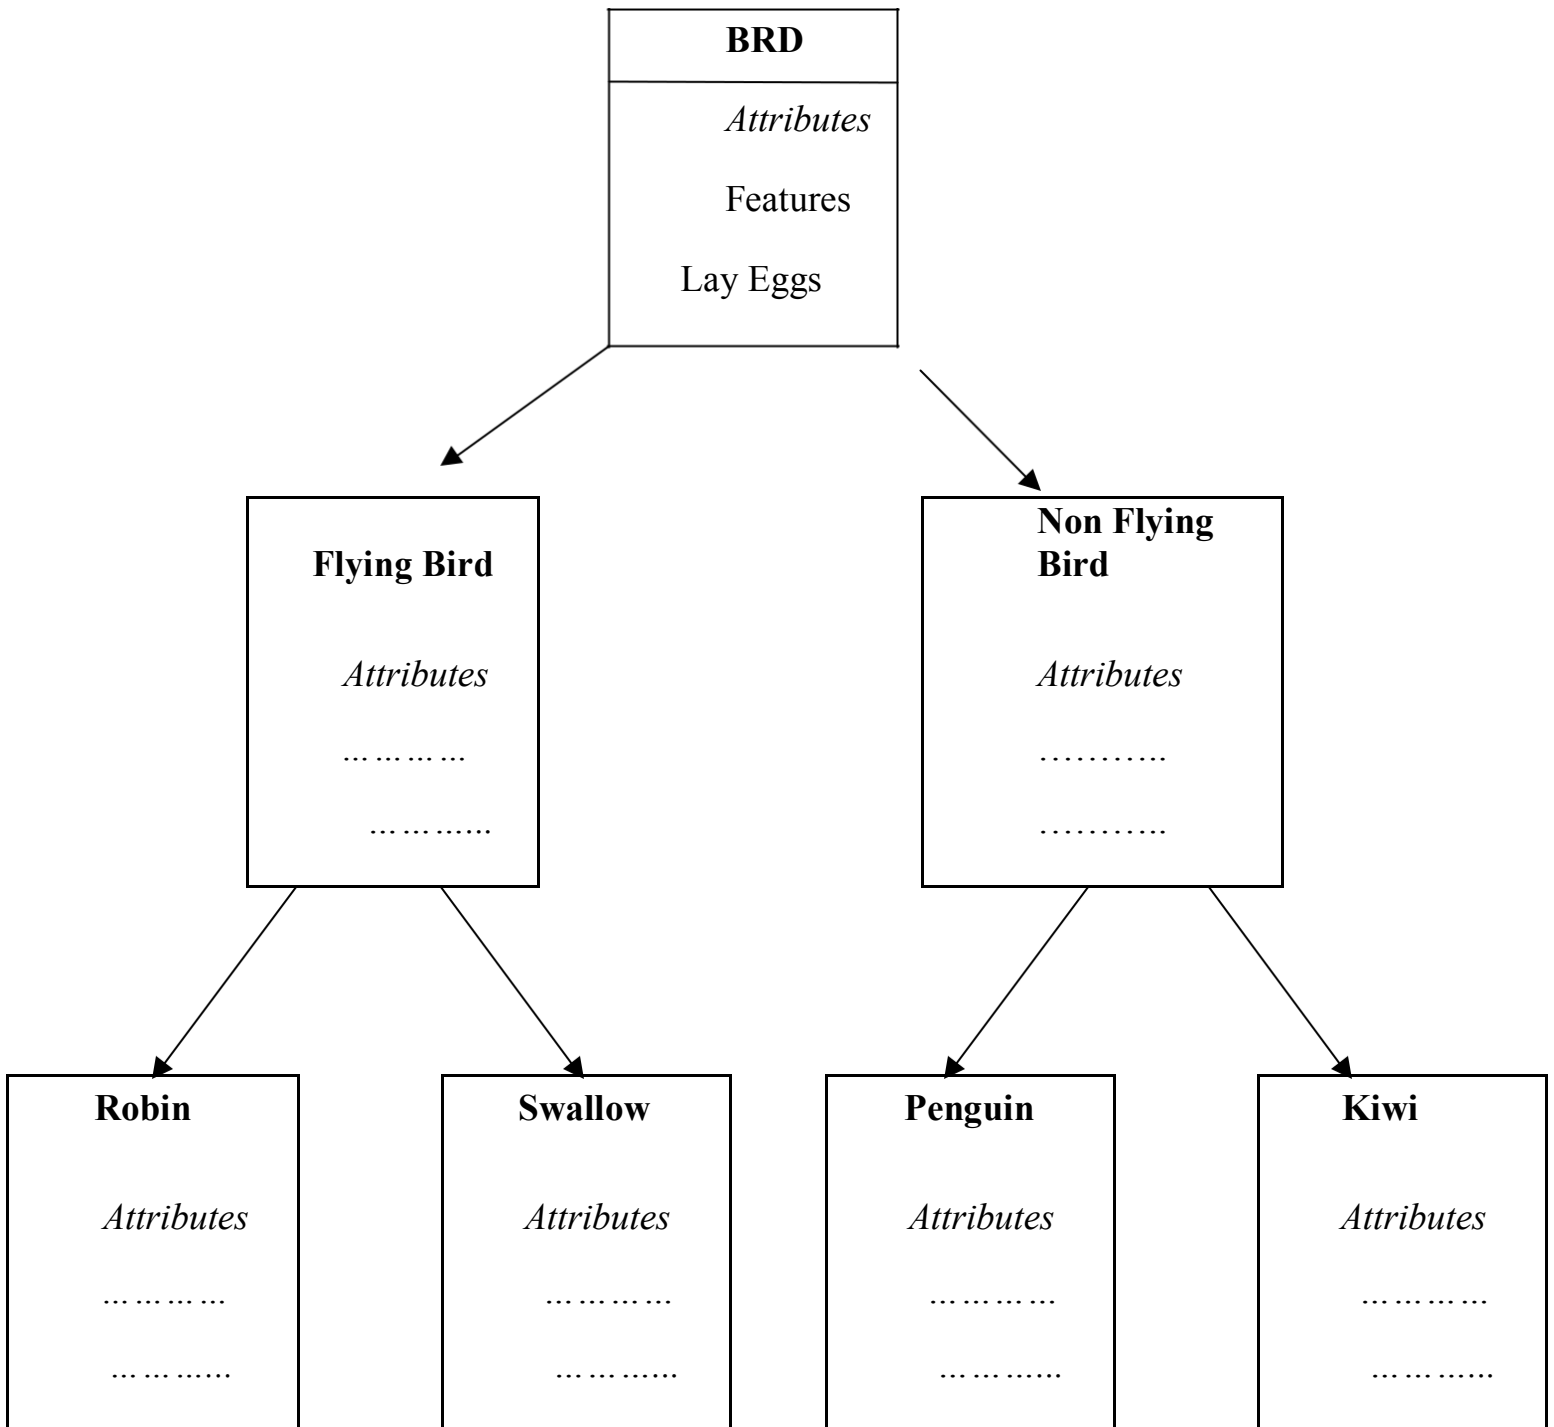 BRD
Attributes
Features
Lay Eggs
Flying Bird
Attributes
… … … …
… … …...
Non Flying
Bird
Attributes
………..
………..
Robin
Attributes
… … … …
… … …...
Swallow
Attributes
… … … …
… … …...
Penguin
Attributes
… … … …
… … …...
Kiwi
Attributes
… … … …
… … …...